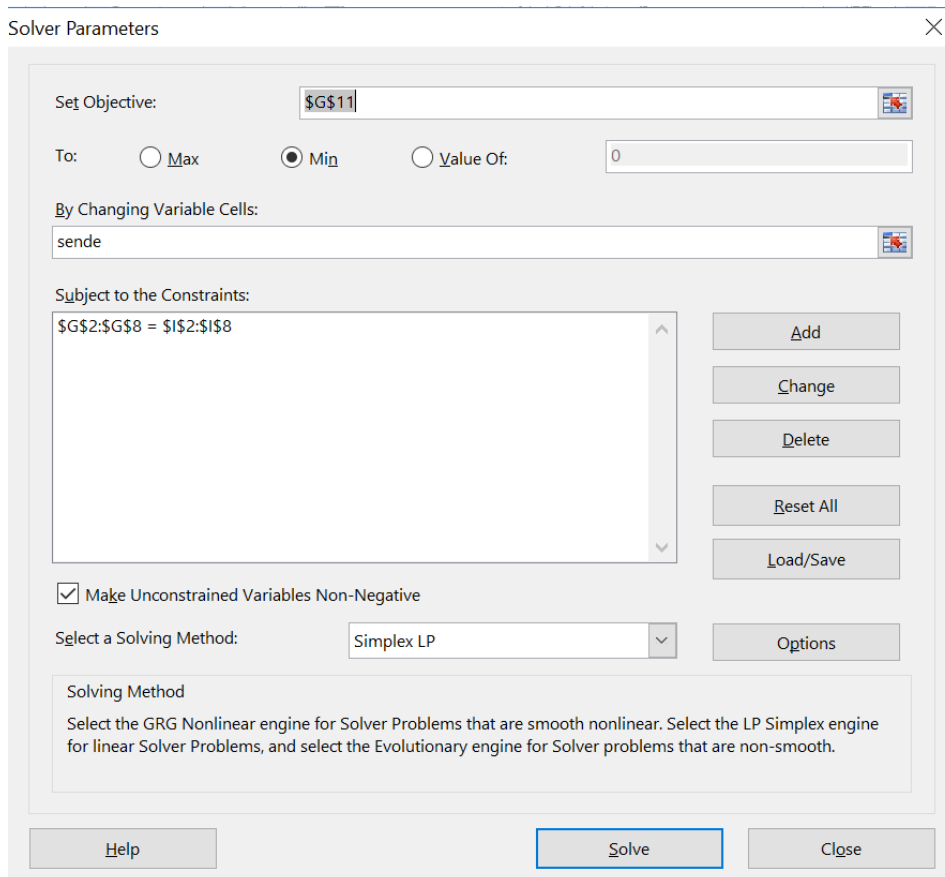 Solver Parameters
Set Objective:
$G$11
To:
Max
Min
Value Of:
0
By Changing Variable Cells:
sende
Subject to the Constraints:
$G$2:$G$8 = $I$2:$I$8
Add
Change
Delete
Reset All
Load/Save
Make Unconstrained Variables Non-Negative
Select a Solving Method:
Simplex LP
Options
Solving Method
Select the GRG Nonlinear engine for Solver Problems that are smooth nonlinear. Select the LP Simplex engine
for linear Solver Problems, and select the Evolutionary engine for Solver problems that are non-smooth.
Help
Solve
Close